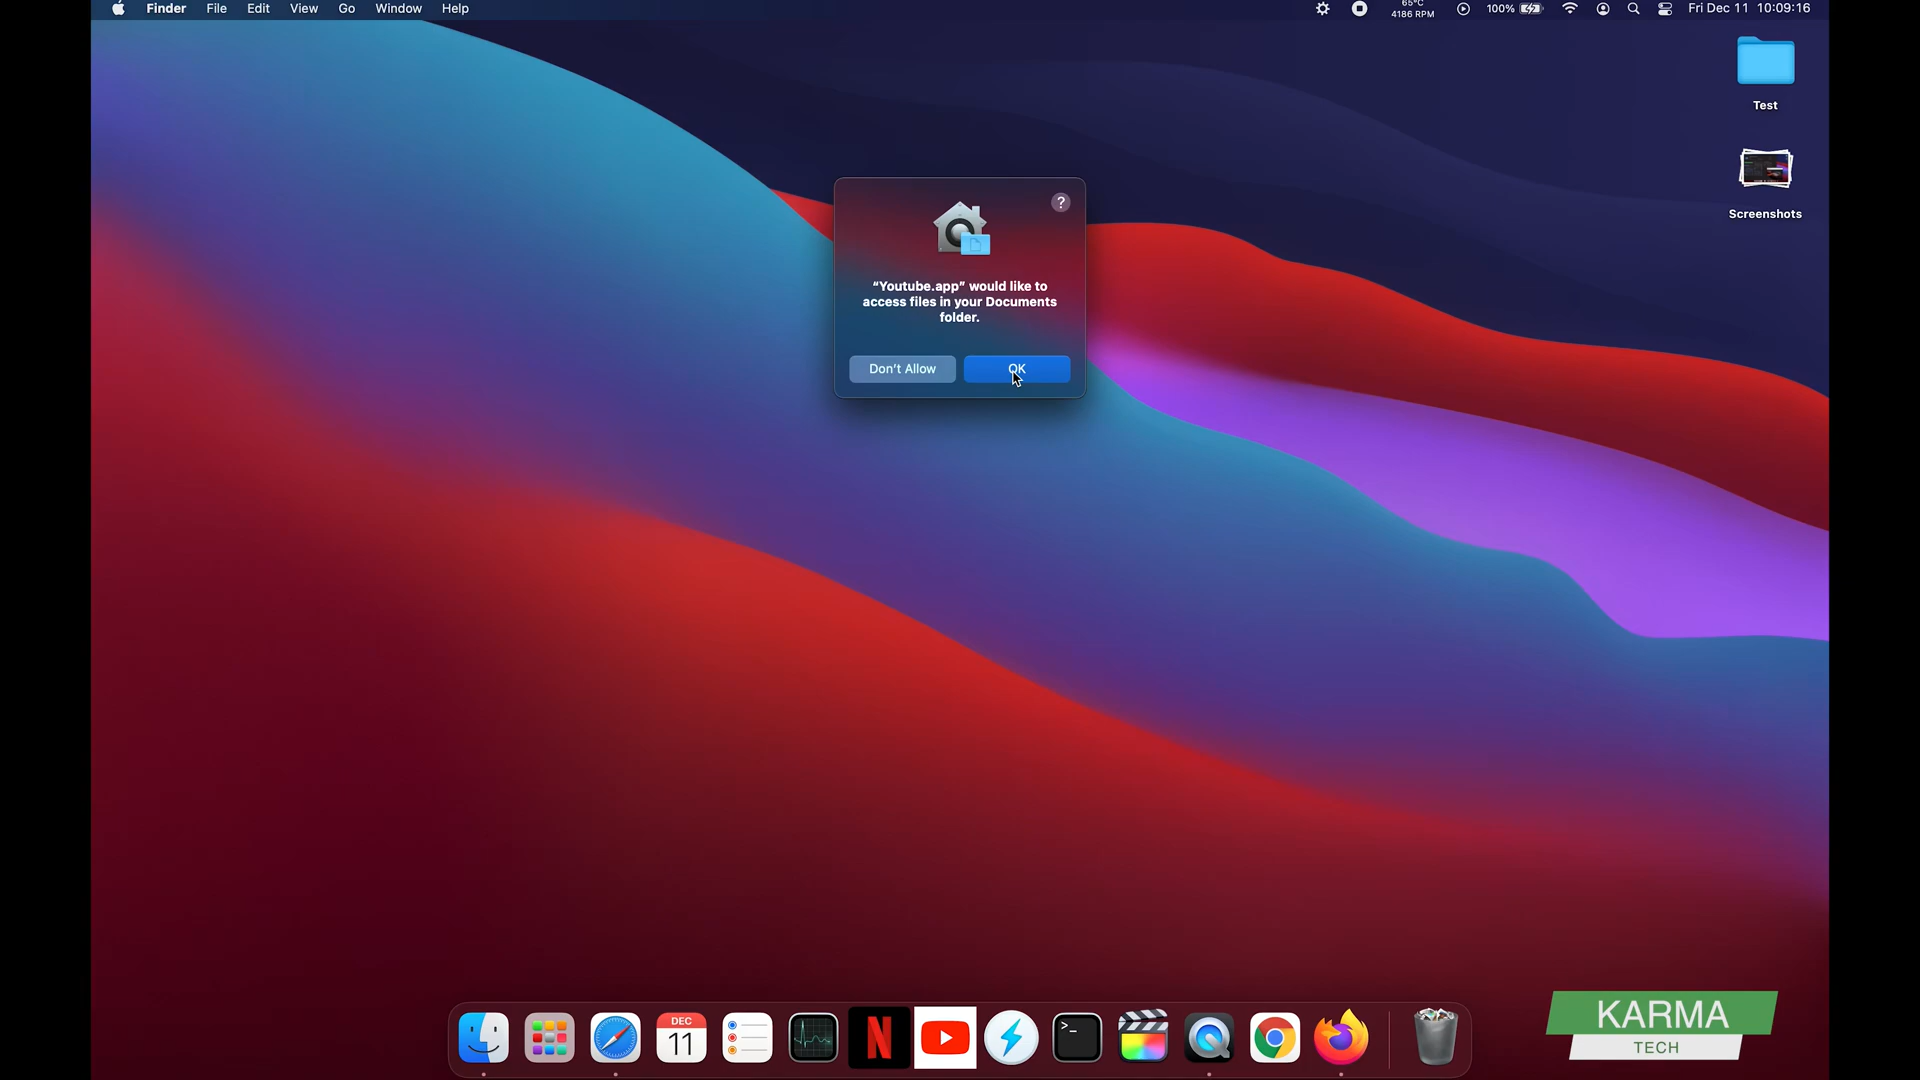 Finder File Edit View Go Window Help
65°C
4186 RPM
100%
Fri Dec 11 10:09:16
Test
Screenshots
?
“Youtube.app” would like to
access files in your Documents
folder.
Don't Allow
OK
DEC
11
N
>_
KARMA
TECH